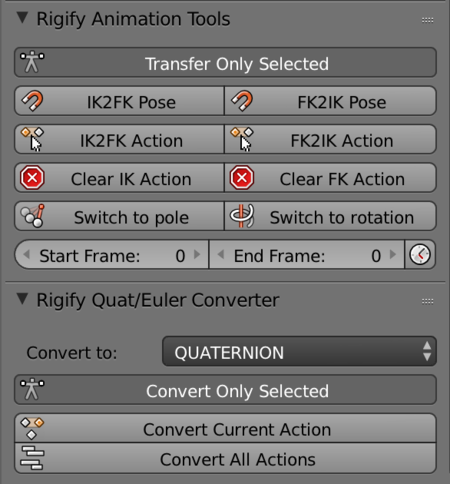 Rigify Animation Tools
Transfer Only Selected
IK2FK Pose FK2IK Pose
IK2FK Action FK2IK Action
Clear IK Action Clear FK Action
Switch to pole Switch to rotation
Start Frame: 0 End Frame: 0
Rigify Quat/Euler Converter
Convert to: QUATERNION
Convert Only Selected
Convert Current Action
Convert All Actions